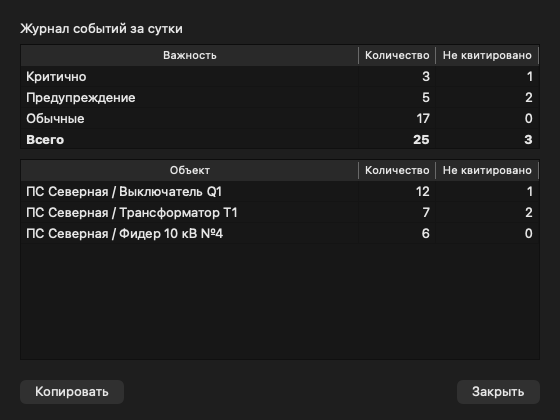 Журнал событий за сутки
Важность Количество Не квитировано
Критично 3 1
Предупреждение 5 2
Обычные 17 0
Всего 25 3
Объект Количество Не квитировано
ПС Северная / Выключатель Q1 12 1
ПС Северная / Трансформатор Т1 7 2
ПС Северная / Фидер 10 кВ №4 6 0
Копировать Закрыть